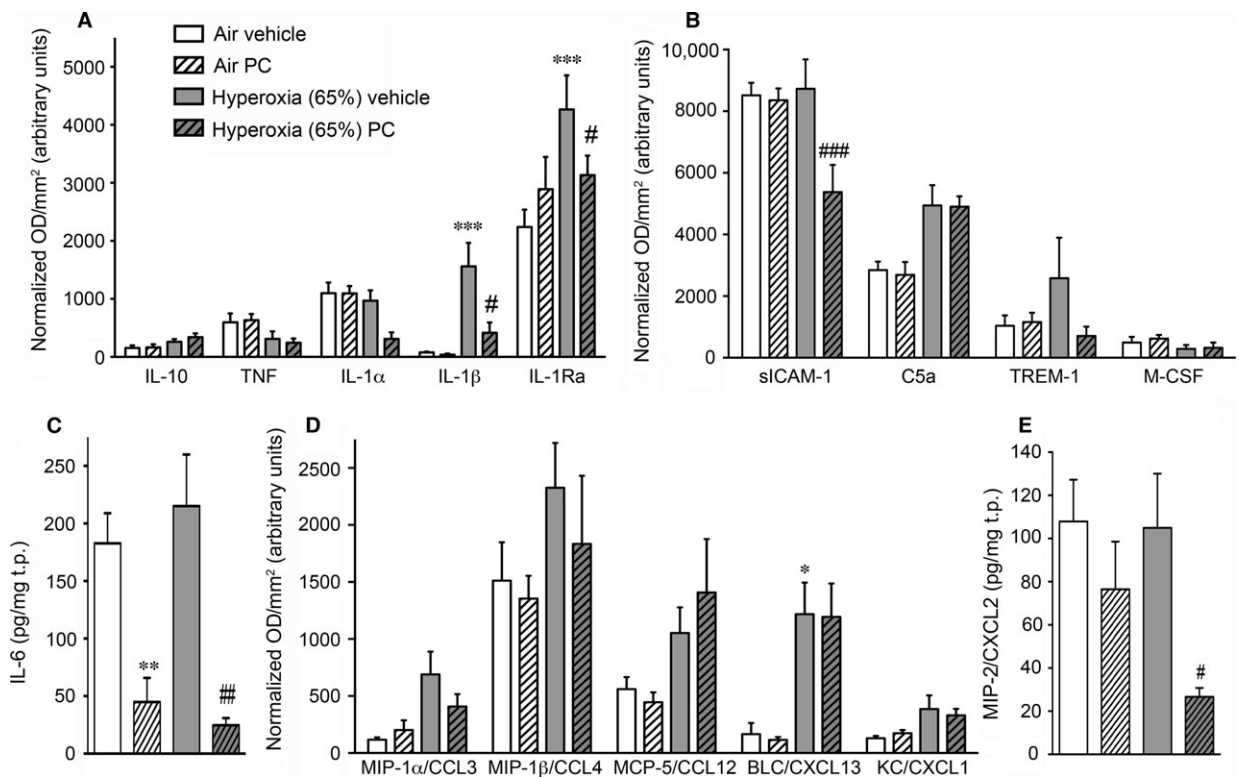 A
Normalized OD/mm² (arbitrary units)
5000
4000
3000
2000
1000
0
Air vehicle
Air PC
Hyperoxia (65%) vehicle
Hyperoxia (65%) PC
***
#
***
#
IL-10 TNF IL-1α IL-1β IL-1Ra
B
Normalized OD/mm² (arbitrary units)
10,000
8000
6000
4000
2000
0
###
sICAM-1 C5a TREM-1 M-CSF
C
IL-6 (pg/mg t.p.)
250
200
150
100
50
0
**
##
D
Normalized OD/mm² (arbitrary units)
2500
2000
1500
1000
500
0
*
MIP-1α/CCL3 MIP-1β/CCL4 MCP-5/CCL12 BLC/CXCL13 KC/CXCL1
E
MIP-2/CXCL2 (pg/mg t.p.)
140
120
100
80
60
40
20
0
#